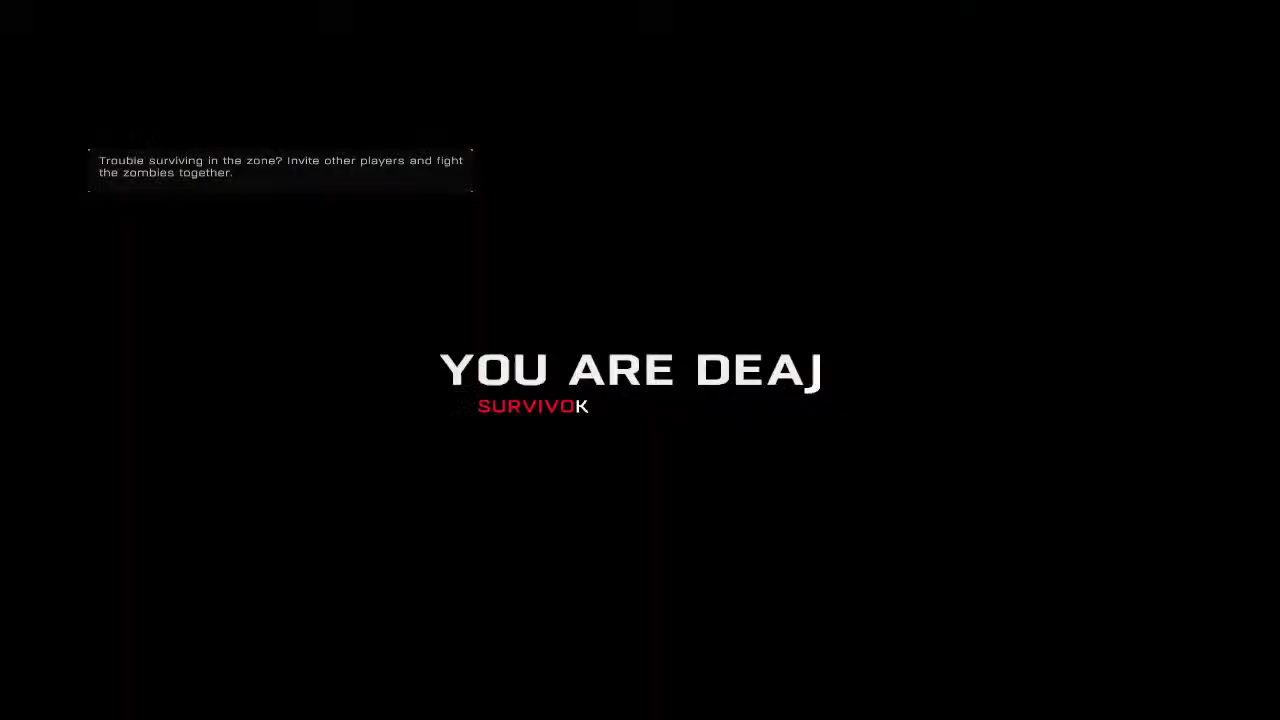 Trouble surviving in the zone? Invite other players and fight
the zombies together.
YOU ARE DEAJ
SURVIVOK